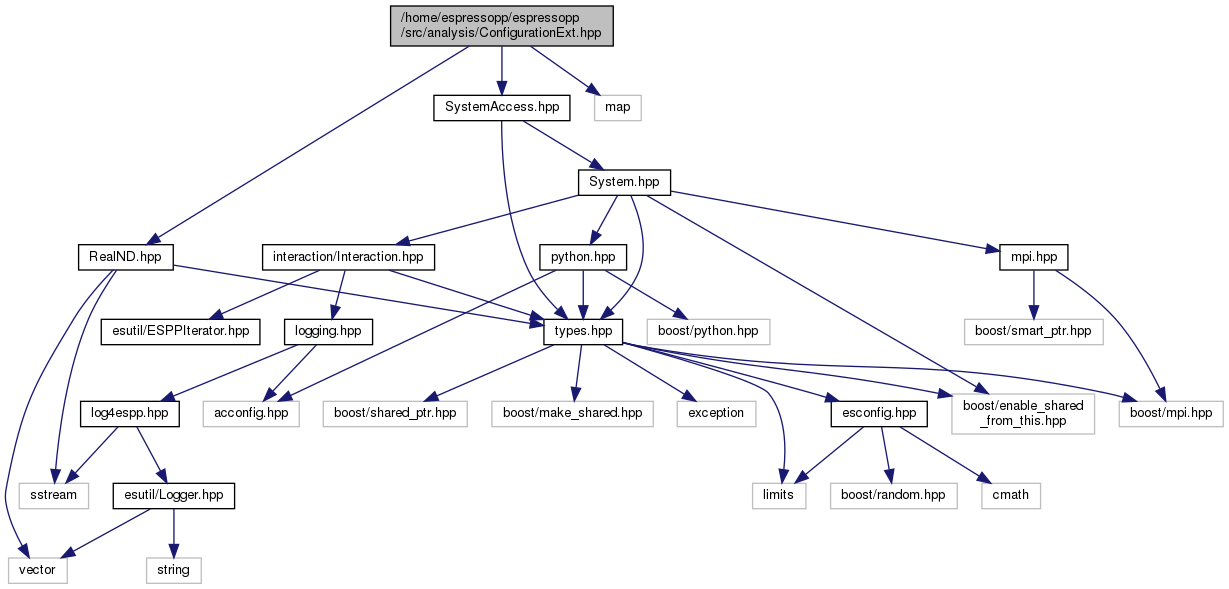 /home/espressopp/espressopp
/src/analysis/ConfigurationExt.hpp
SystemAccess.hpp
map
System.hpp
RealND.hpp
interaction/Interaction.hpp
python.hpp
mpi.hpp
esutil/ESPPIterator.hpp
logging.hpp
types.hpp
boost/python.hpp
boost/smart_ptr.hpp
log4espp.hpp
acconfig.hpp
boost/shared_ptr.hpp
boost/make_shared.hpp
exception
esconfig.hpp
boost/enable_shared
_from_this.hpp
boost/mpi.hpp
sstream
esutil/Logger.hpp
limits
boost/random.hpp
cmath
vector
string